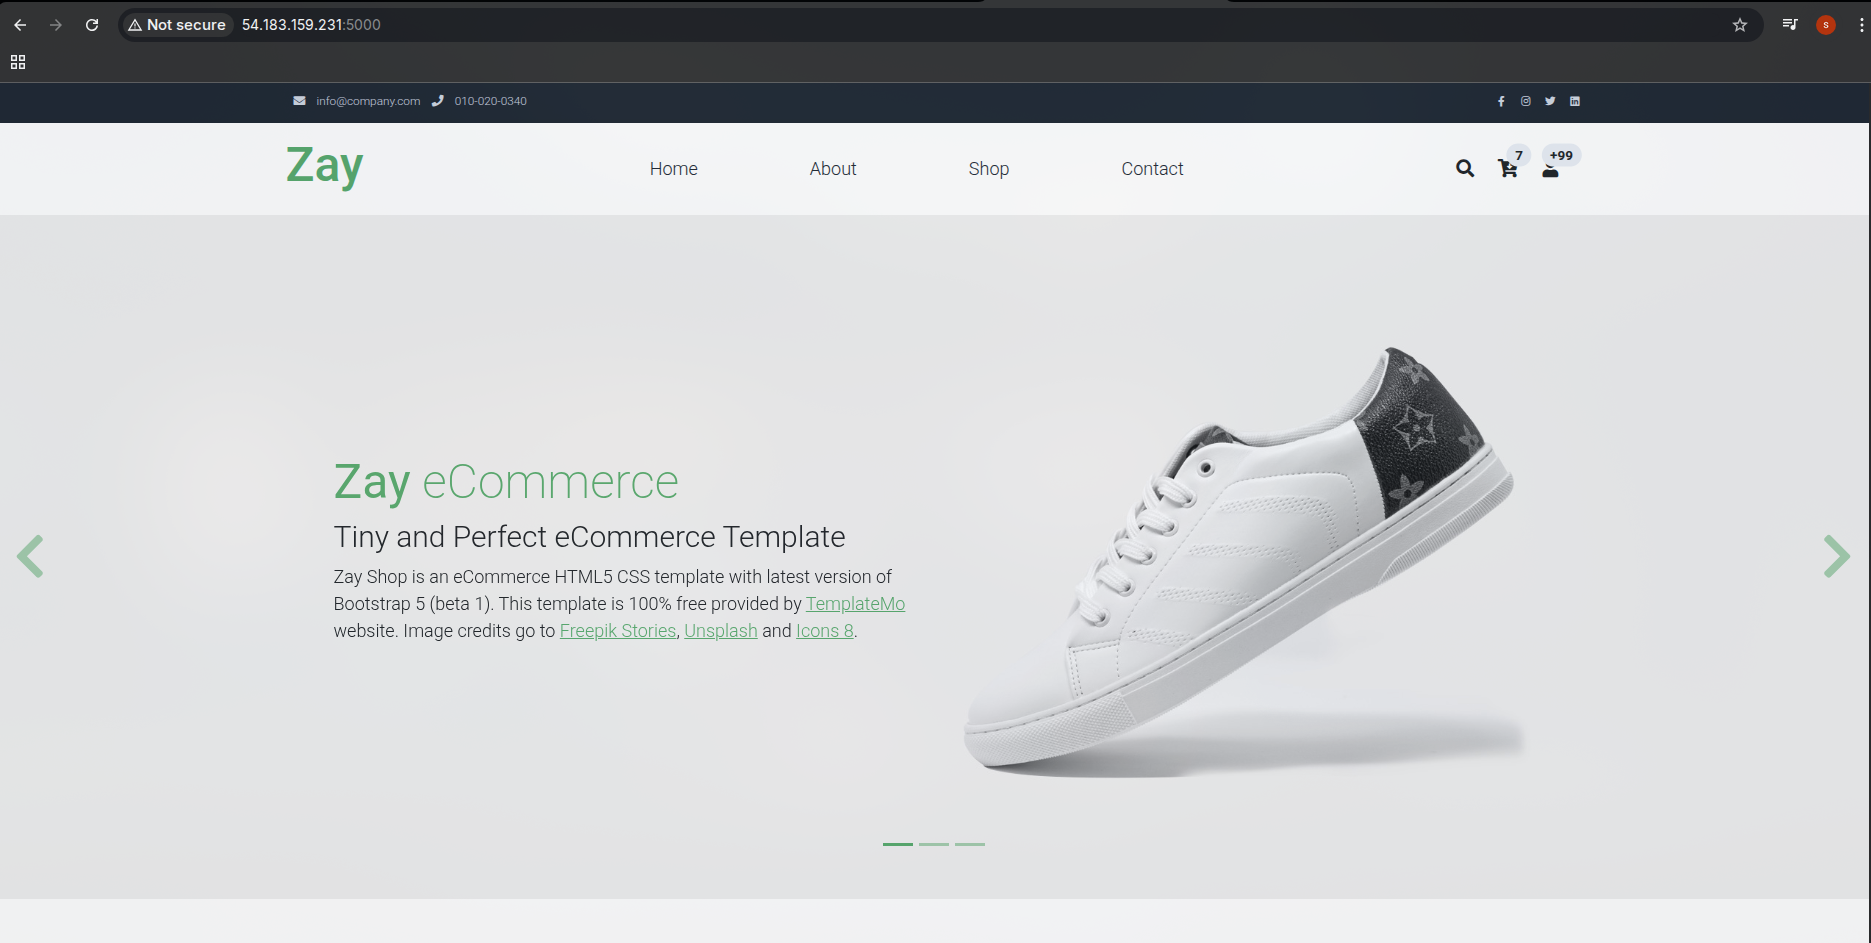 Not secure 54.183.159.231:5000
S
info@company.com 010-020-0340
Zay
Home About Shop Contact
7 +99
Zay eCommerce
Tiny and Perfect eCommerce Template
Zay Shop is an eCommerce HTML5 CSS template with latest version of
Bootstrap 5 (beta 1). This template is 100% free provided by TemplateMo
website. Image credits go to Freepik Stories, Unsplash and Icons 8.